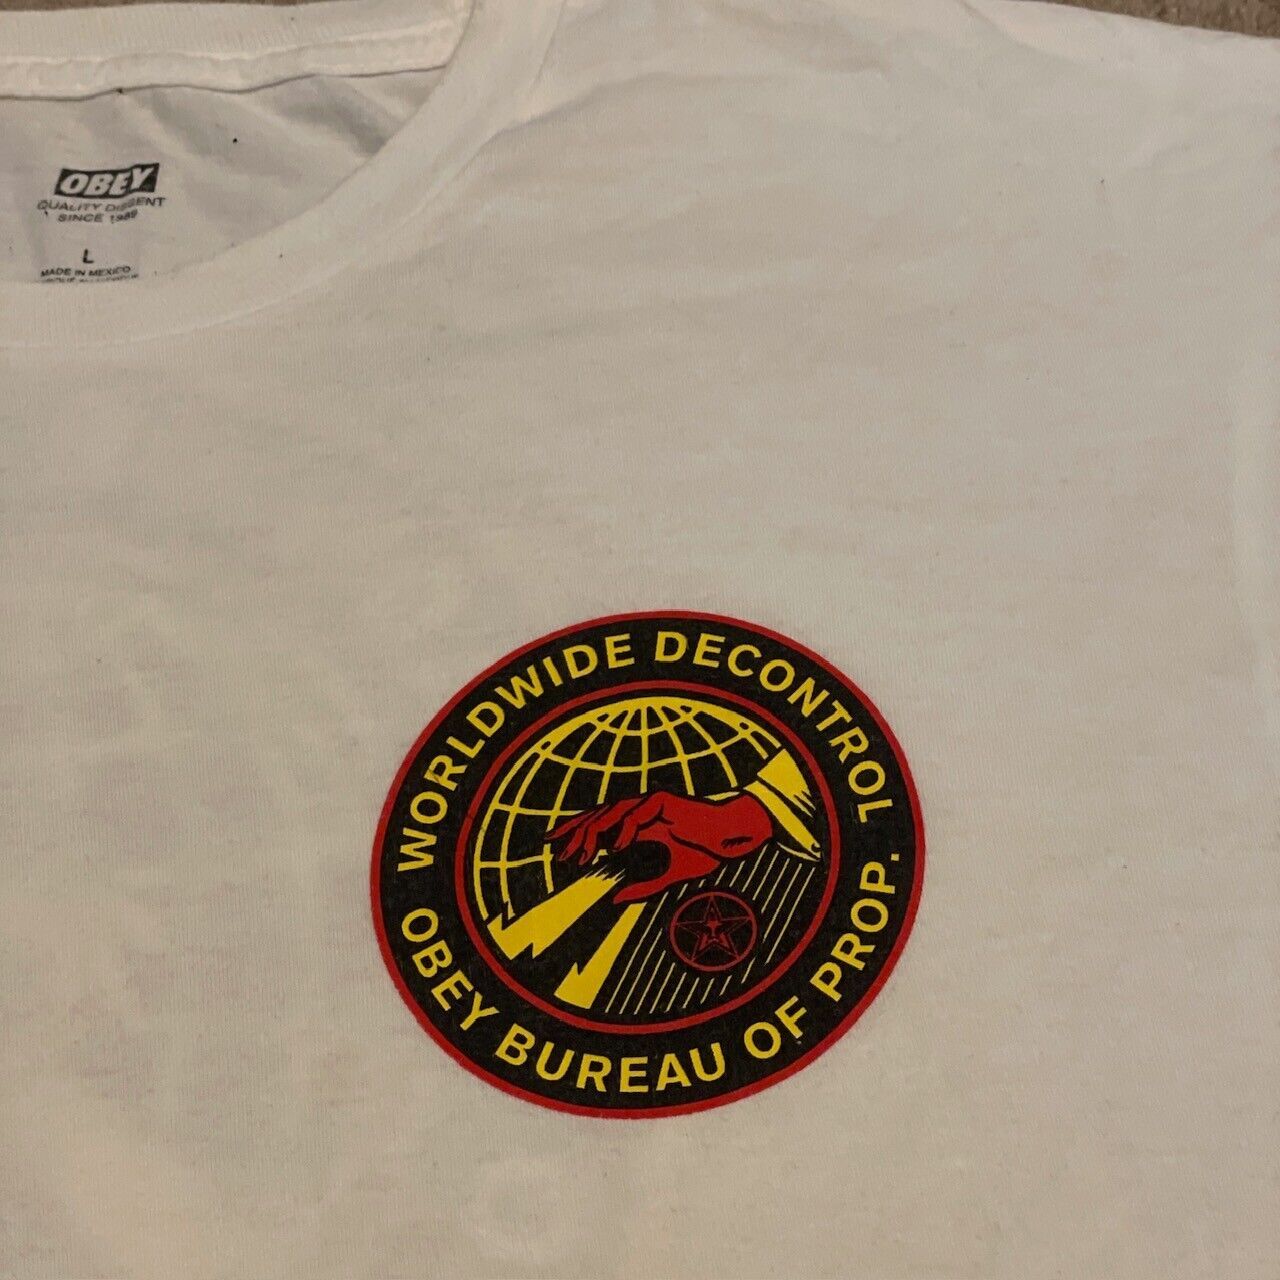 OBEY
QUALITY DISSENT
SINCE 1989
L
MADE IN MEXICO
WORLDWIDE DECONTROL
OBEY BUREAU OF PROP.